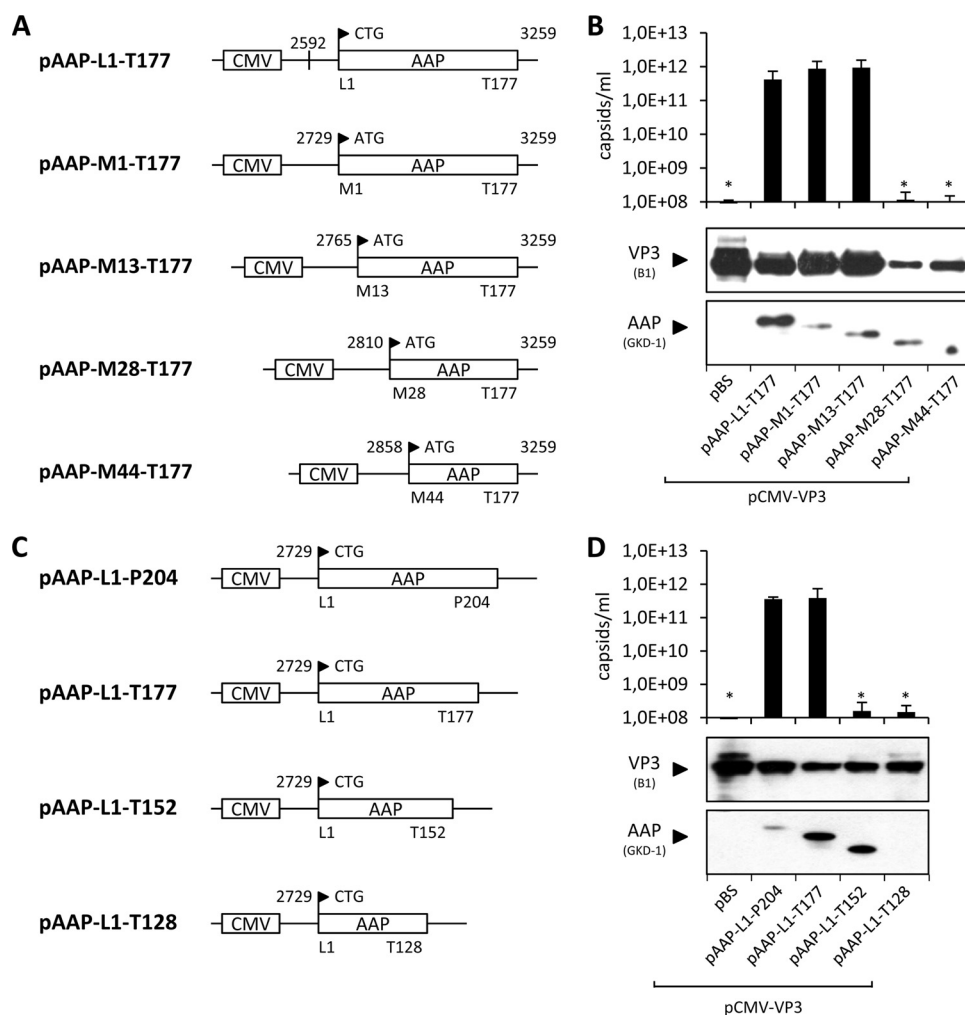 A
pAAP-L1-T177
2592
CTG
3259
CMV
AAP
L1
T177
pAAP-M1-T177
2729
ATG
3259
CMV
AAP
M1
T177
pAAP-M13-T177
2765
ATG
3259
CMV
AAP
M13
T177
pAAP-M28-T177
2810
ATG
3259
CMV
AAP
M28
T177
pAAP-M44-T177
2858
ATG
3259
CMV
AAP
M44
T177
B
capsids/ml
1,0E+13
1,0E+12
1,0E+11
1,0E+10
1,0E+09
1,0E+08
*
*
*
VP3
(B1)
AAP
(GKD-1)
pBS
pAAP-L1-T177
pAAP-M1-T177
pAAP-M13-T177
pAAP-M28-T177
pAAP-M44-T177
pCMV-VP3
C
pAAP-L1-P204
2729
CTG
CMV
AAP
L1
P204
pAAP-L1-T177
2729
CTG
CMV
AAP
L1
T177
pAAP-L1-T152
2729
CTG
CMV
AAP
L1
T152
pAAP-L1-T128
2729
CTG
CMV
AAP
L1
T128
D
capsids/ml
1,0E+13
1,0E+12
1,0E+11
1,0E+10
1,0E+09
1,0E+08
*
*
*
VP3
(B1)
AAP
(GKD-1)
pBS
pAAP-L1-P204
pAAP-L1-T177
pAAP-L1-T152
pAAP-L1-T128
pCMV-VP3